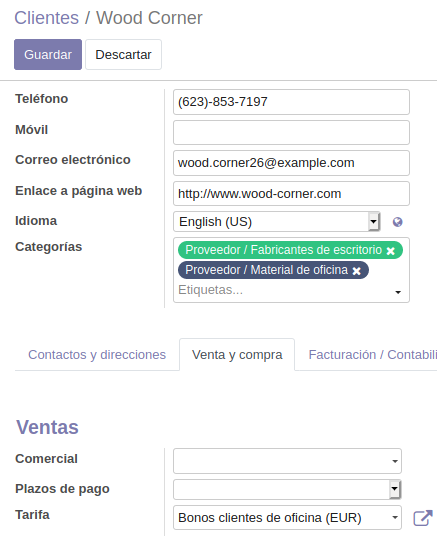 Clientes / Wood Corner
Guardar Descartar
Teléfono (623)-853-7197
Móvil
Correo electrónico wood.corner26@example.com
Enlace a página web http://www.wood-corner.com
Idioma English (US)
Categorías Proveedor / Fabricantes de escritorio ×
Proveedor / Material de oficina ×
Etiquetas...
Contactos y direcciones Venta y compra Facturación / Contabili
Ventas
Comercial
Plazos de pago
Tarifa Bonos clientes de oficina (EUR)